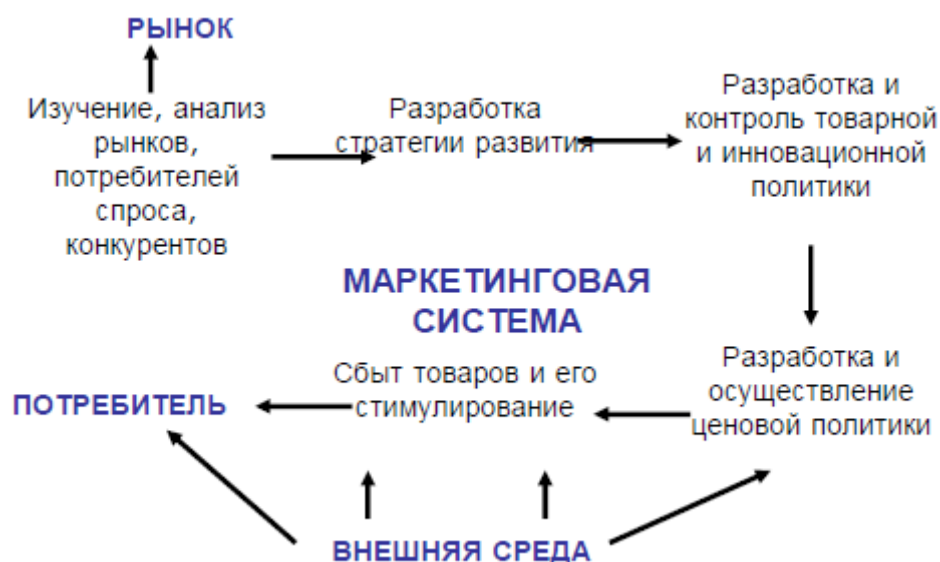 РЫНОК
Изучение, анализ
рынков,
потребителей
спроса,
конкурентов
Разработка
стратегии развития
Разработка и
контроль товарной
и инновационной
политики
МАРКЕТИНГОВАЯ
СИСТЕМА
Разработка и
осуществление
ценовой политики
Сбыт товаров и его
стимулирование
ПОТРЕБИТЕЛЬ
ВНЕШНЯЯ СРЕДА